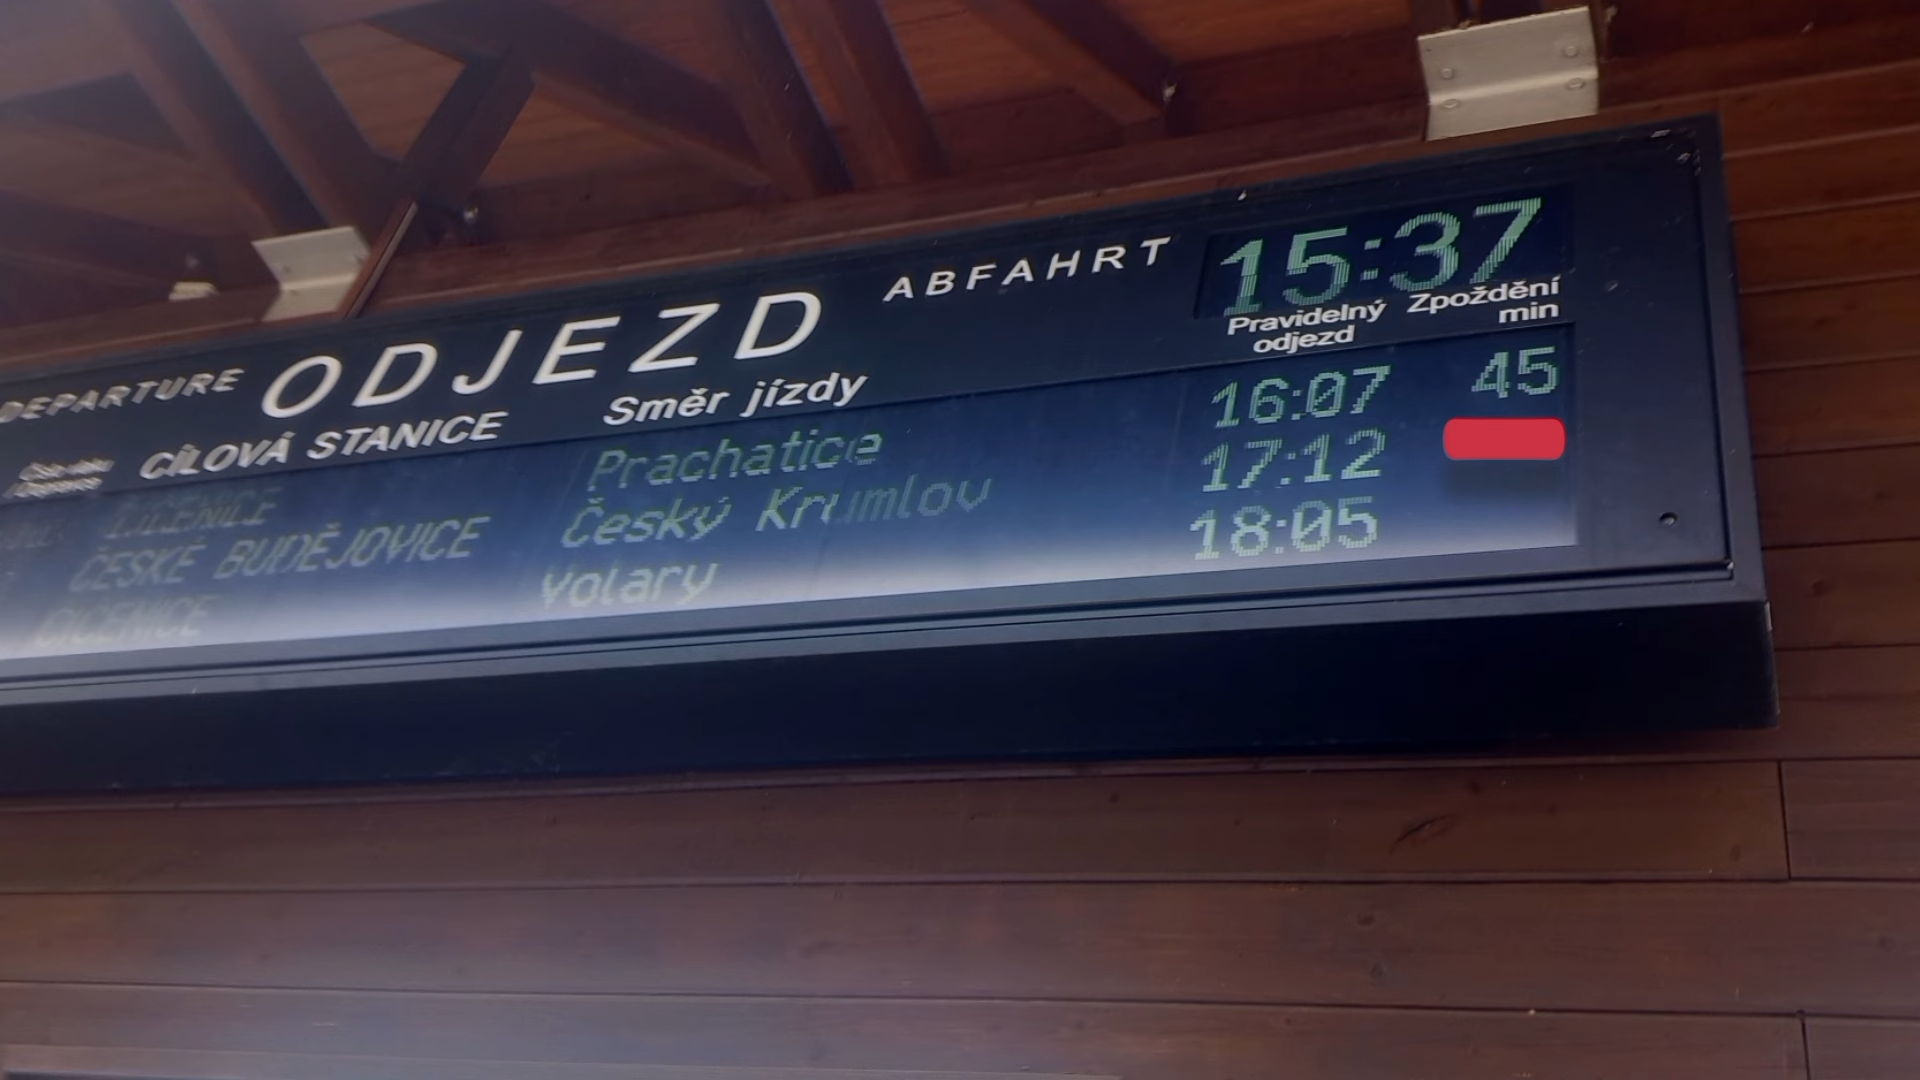 DEPARTURE ODJEZD ABFAHRT 15:37
CÍLOVÁ STANICE Směr jízdy Pravidelný odjezd Zpoždění min
Prachatice 16:07 45
ČESKÉ BUDĚJOVICE Český Krumlov 17:12
ČIČENICE Volary 18:05